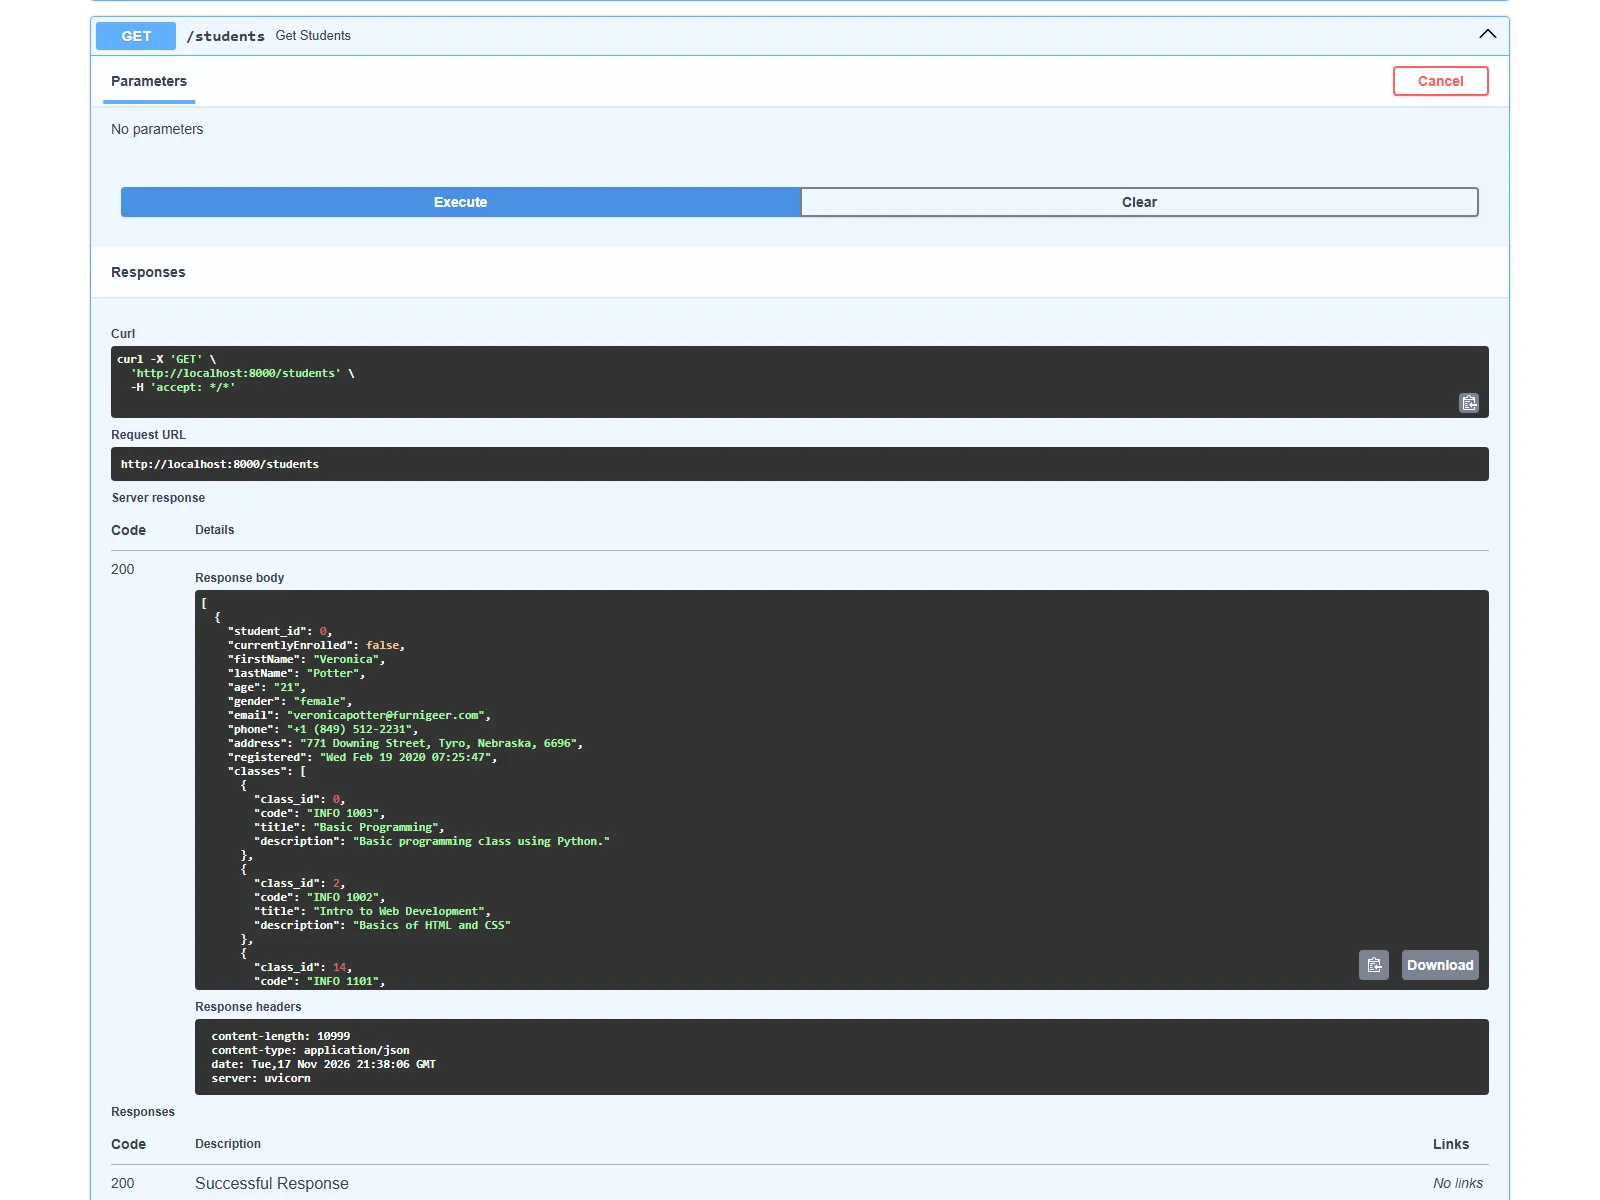 GET /students Get Students
Parameters
Cancel
No parameters
Execute
Clear
Responses
Curl
curl -X 'GET' \
  'http://localhost:8000/students' \
  -H 'accept: */*'
Request URL
http://localhost:8000/students
Server response
Code Details
200
Response body
[
  {
    "student_id": 0,
    "currentlyEnrolled": false,
    "firstName": "Veronica",
    "lastName": "Potter",
    "age": "21",
    "gender": "female",
    "email": "veronicapotter@furnigeer.com",
    "phone": "+1 (849) 512-2231",
    "address": "771 Downing Street, Tyro, Nebraska, 6696",
    "registered": "Wed Feb 19 2020 07:25:47",
    "classes": [
      {
        "class_id": 0,
        "code": "INFO 1003",
        "title": "Basic Programming",
        "description": "Basic programming class using Python."
      },
      {
        "class_id": 2,
        "code": "INFO 1002",
        "title": "Intro to Web Development",
        "description": "Basics of HTML and CSS"
      },
      {
        "class_id": 14,
        "code": "INFO 1101",
Download
Response headers
content-length: 10999
content-type: application/json
date: Tue,17 Nov 2026 21:38:06 GMT
server: uvicorn
Responses
Code Description Links
200 Successful Response No links